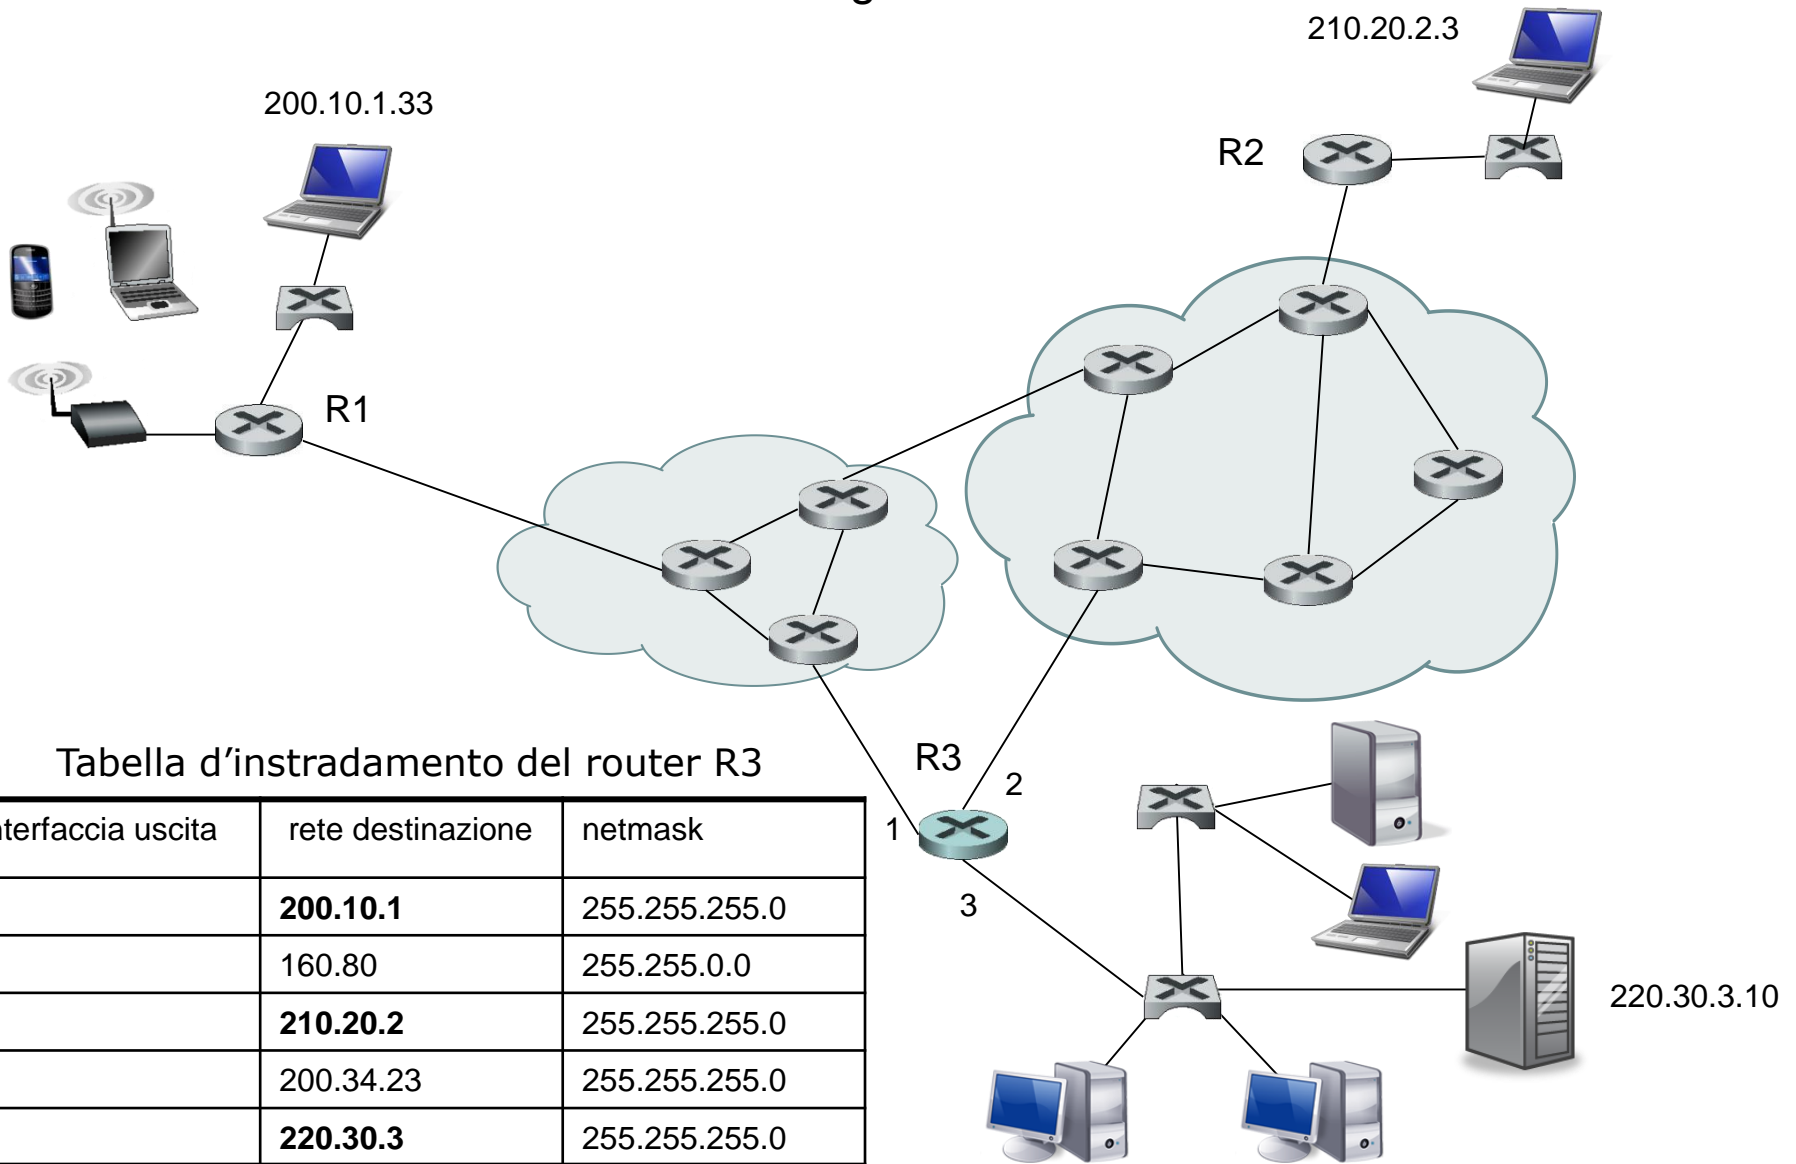 210.20.2.3
200.10.1.33
R2
R1
Tabella d’instradamento del router R3
R3
2
1
3
nterfaccia uscita rete destinazione netmask
200.10.1 255.255.255.0
160.80 255.255.0.0
210.20.2 255.255.255.0
220.30.3.10
200.34.23 255.255.255.0
220.30.3 255.255.255.0